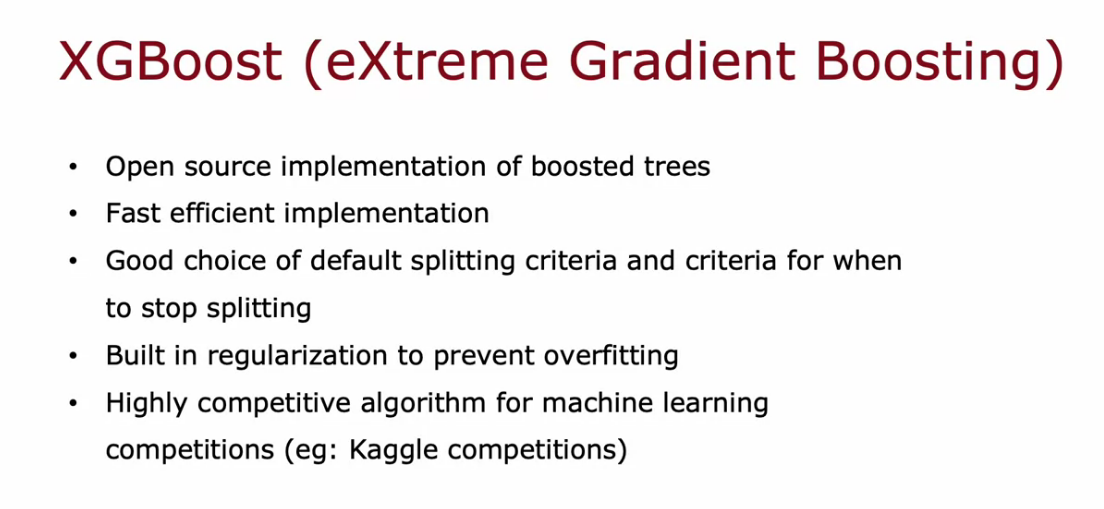 XGBoost (eXtreme Gradient Boosting)
• Open source implementation of boosted trees
• Fast efficient implementation
• Good choice of default splitting criteria and criteria for when
to stop splitting
• Built in regularization to prevent overfitting
• Highly competitive algorithm for machine learning
competitions (eg: Kaggle competitions)